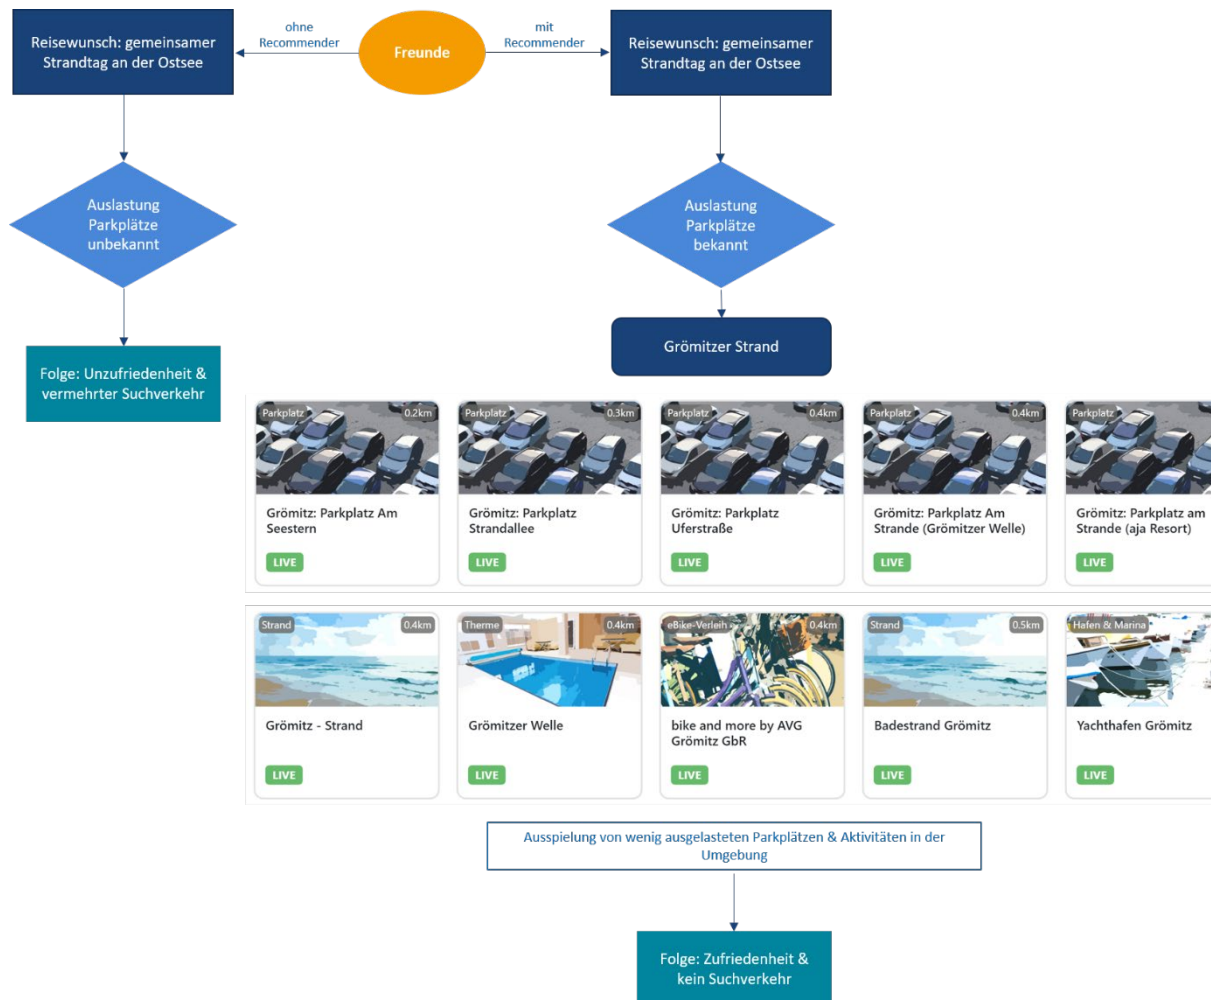 Reisewunsch: gemeinsamer
Strandtag an der Ostsee
ohne
Recommender
Freunde
mit
Recommender
Reisewunsch: gemeinsamer
Strandtag an der Ostsee
Auslastung
Parkplätze
unbekannt
Auslastung
Parkplätze
bekannt
Folge: Unzufriedenheit &
vermehrter Suchverkehr
Grömitzer Strand
Parkplatz 0.2km
Grömitz: Parkplatz Am
Seestern
LIVE
Parkplatz 0.3km
Grömitz: Parkplatz
Strandallee
LIVE
Parkplatz 0.4km
Grömitz: Parkplatz
Uferstraße
LIVE
Parkplatz 0.4km
Grömitz: Parkplatz Am
Strande (Grömitzer Welle)
LIVE
Parkplatz
Grömitz: Parkplatz am
Strande (aja Resort)
LIVE
Strand 0.4km
Grömitz - Strand
LIVE
Therme 0.4km
Grömitzer Welle
LIVE
eBike-Verleih 0.4km
bike and more by AVG
Grömitz GbR
LIVE
Strand 0.5km
Badestrand Grömitz
LIVE
Hafen & Marina
Yachthafen Grömitz
LIVE
Ausspielung von wenig ausgelasteten Parkplätzen & Aktivitäten in der
Umgebung
Folge: Zufriedenheit &
kein Suchverkehr